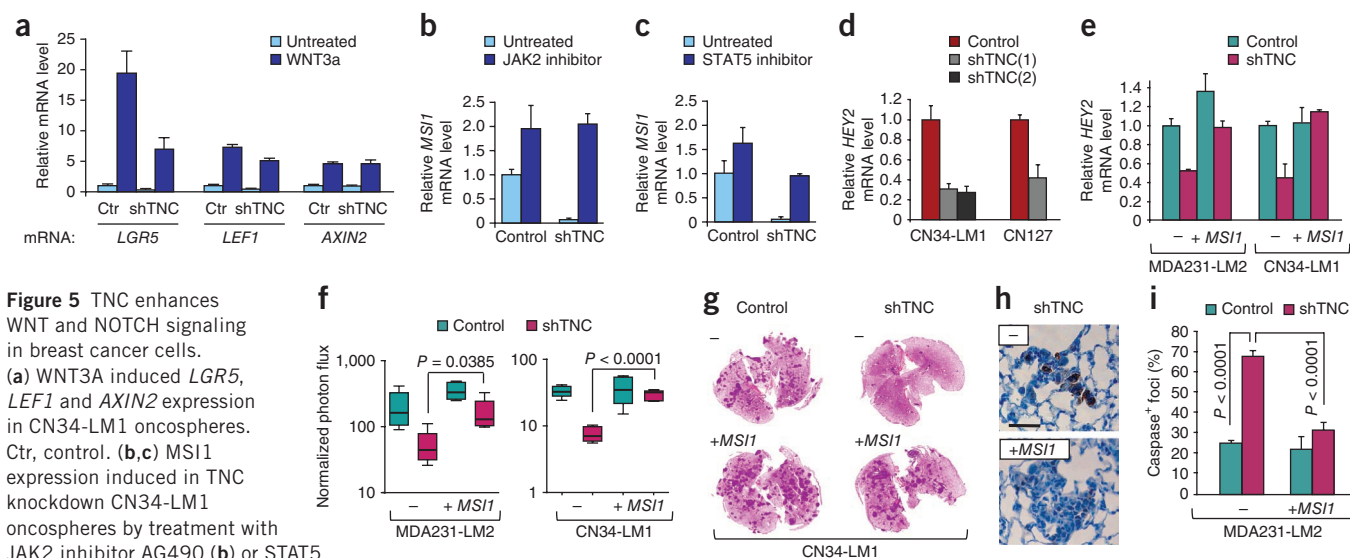 a
Untreated
WNT3a
Relative mRNA level
25
20
15
10
5
0
Ctr shTNC Ctr shTNC Ctr shTNC
mRNA: LGR5 LEF1 AXIN2
b
Untreated
JAK2 inhibitor
Relative MSI1
mRNA level
2.5
2.0
1.5
1.0
0.5
0
Control shTNC
c
Untreated
STAT5 inhibitor
Relative MSI1
mRNA level
2.5
2.0
1.5
1.0
0.5
0
Control shTNC
d
Control
shTNC(1)
shTNC(2)
Relative HEY2
mRNA level
1.2
1.0
0.8
0.6
0.4
0.2
0
CN34-LM1 CN127
e
Control
shTNC
Relative HEY2
mRNA level
1.6
1.4
1.2
1.0
0.8
0.6
0.4
0
– + MSI1 – + MSI1
MDA231-LM2 CN34-LM1
Figure 5 TNC enhances
WNT and NOTCH signaling
in breast cancer cells.
(a) WNT3A induced LGR5,
LEF1 and AXIN2 expression
in CN34-LM1 oncospheres.
Ctr, control. (b,c) MSI1
expression induced in TNC
knockdown CN34-LM1
oncospheres by treatment with
JAK2 inhibitor AG490 (b) or STAT5
f
Control shTNC
Normalized photon flux
1,000
100
10
P = 0.0385
– + MSI1
MDA231-LM2
100
10
1
P < 0.0001
– + MSI1
CN34-LM1
g
Control shTNC
– –
+MSI1 +MSI1
CN34-LM1
h
shTNC
–
+MSI1
i
Control shTNC
Caspase+ foci (%)
80
70
60
50
40
30
20
10
0
P < 0.0001
P < 0.0001
– +MSI1
MDA231-LM2